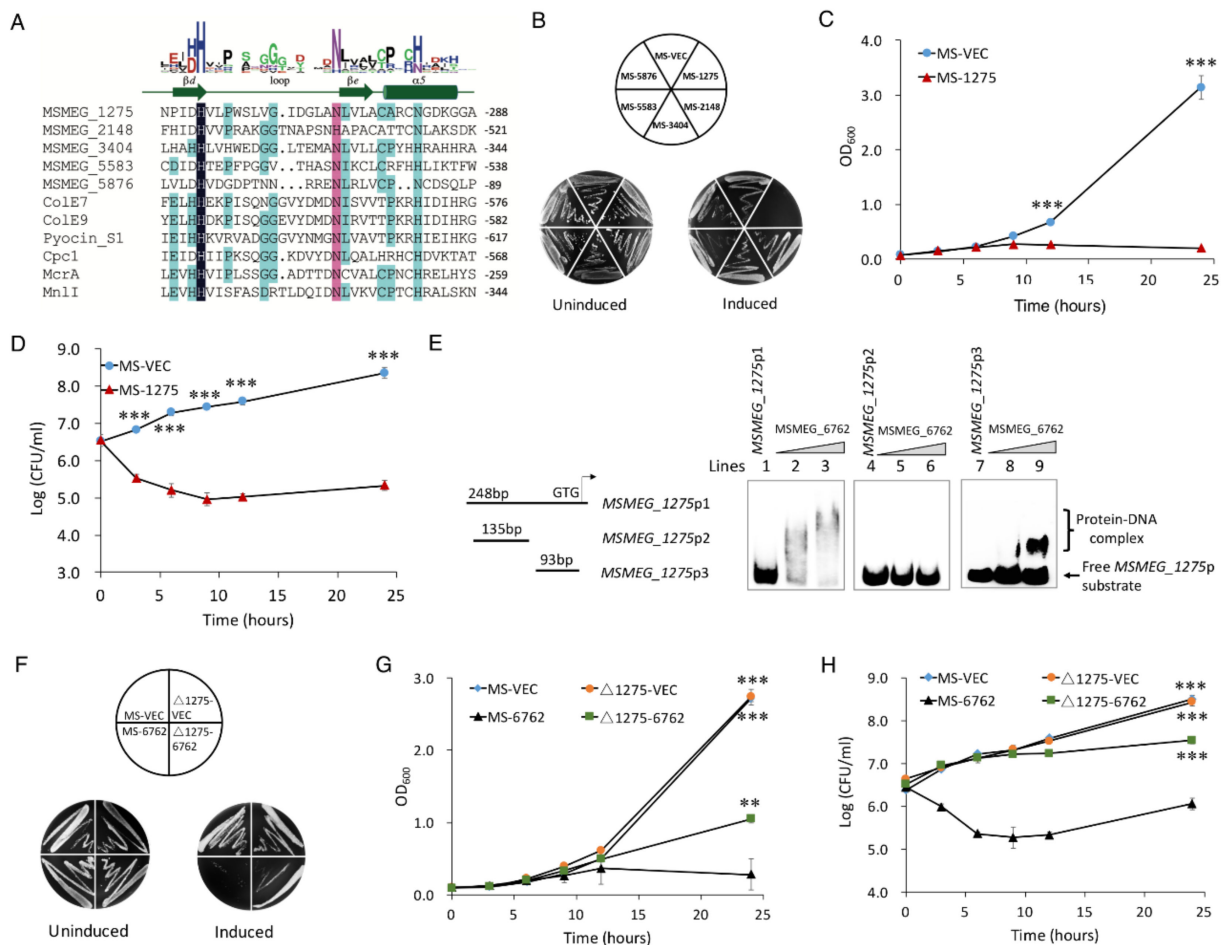 A
βd
loop
βe
α5
MSMEG_1275 NPIDHVLPWSLVG.IDGLANLVLACARCNGDKGGA -288
MSMEG_2148 FHIDHVVPRAKGGTNAPSNHAPACATTCNLAKSDK -521
MSMEG_3404 LHAHHLHVHWEDGGLTEMANLVLLCPYHHRAHHRA -344
MSMEG_5583 CDIDHTEPFPGGV.THASNIKCLCRFHHLIKTFW -538
MSMEG_5876 LVLDHVDGDPTNN...RRENLRLVCP..NCDSQLP -89
ColE7 FELHHEKPISQNGGVYDMDNISVVTPKRHIDIHRG -576
ColE9 YELHHDKPISQGGEVYDMDNIRVTTPKRHIDIHRG -582
Pyocin_S1 IEIHHKVRVADGGGVYNMGNLVAVTPKRHIEIHKG -617
Cpc1 IEIDHIIPKSQGG.KDVYDNLQALHRHCHDVKTAT -568
McrA LEVHHVIPLSSGG.ADTTDNCVALCPNCHRELHYS -259
MnlI LEVHHVISFASDRTLDQIDNLVKVCPTCHRALSKN -344
B
MS-VEC
MS-5876
MS-1275
MS-5583
MS-2148
MS-3404
Uninduced
Induced
C
MS-VEC
MS-1275
***
***
4.0
3.0
2.0
1.0
0.0
OD600
0 5 10 15 20 25
Time (hours)
D
MS-VEC
MS-1275
***
***
***
***
***
9.0
8.0
7.0
6.0
5.0
4.0
3.0
Log (CFU/ml)
0 5 10 15 20 25
Time (hours)
E
MSMEG_1275p1
MSMEG_1275p2
MSMEG_1275p3
MSMEG_6762
MSMEG_6762
MSMEG_6762
Lines 1 2 3 4 5 6 7 8 9
248bp
GTG
MSMEG_1275p1
135bp
MSMEG_1275p2
93bp
MSMEG_1275p3
Protein-DNA
complex
Free MSMEG_1275p
substrate
F
MS-VEC
△1275-
VEC
MS-6762
△1275-
6762
Uninduced
Induced
G
MS-VEC
△1275-VEC
MS-6762
△1275-6762
***
***
**
3.0
2.0
1.0
0.0
OD600
0 5 10 15 20 25
Time (hours)
H
MS-VEC
△1275-VEC
MS-6762
△1275-6762
***
***
***
9.0
8.0
7.0
6.0
5.0
4.0
Log (CFU/ml)
0 5 10 15 20 25
Time (hours)